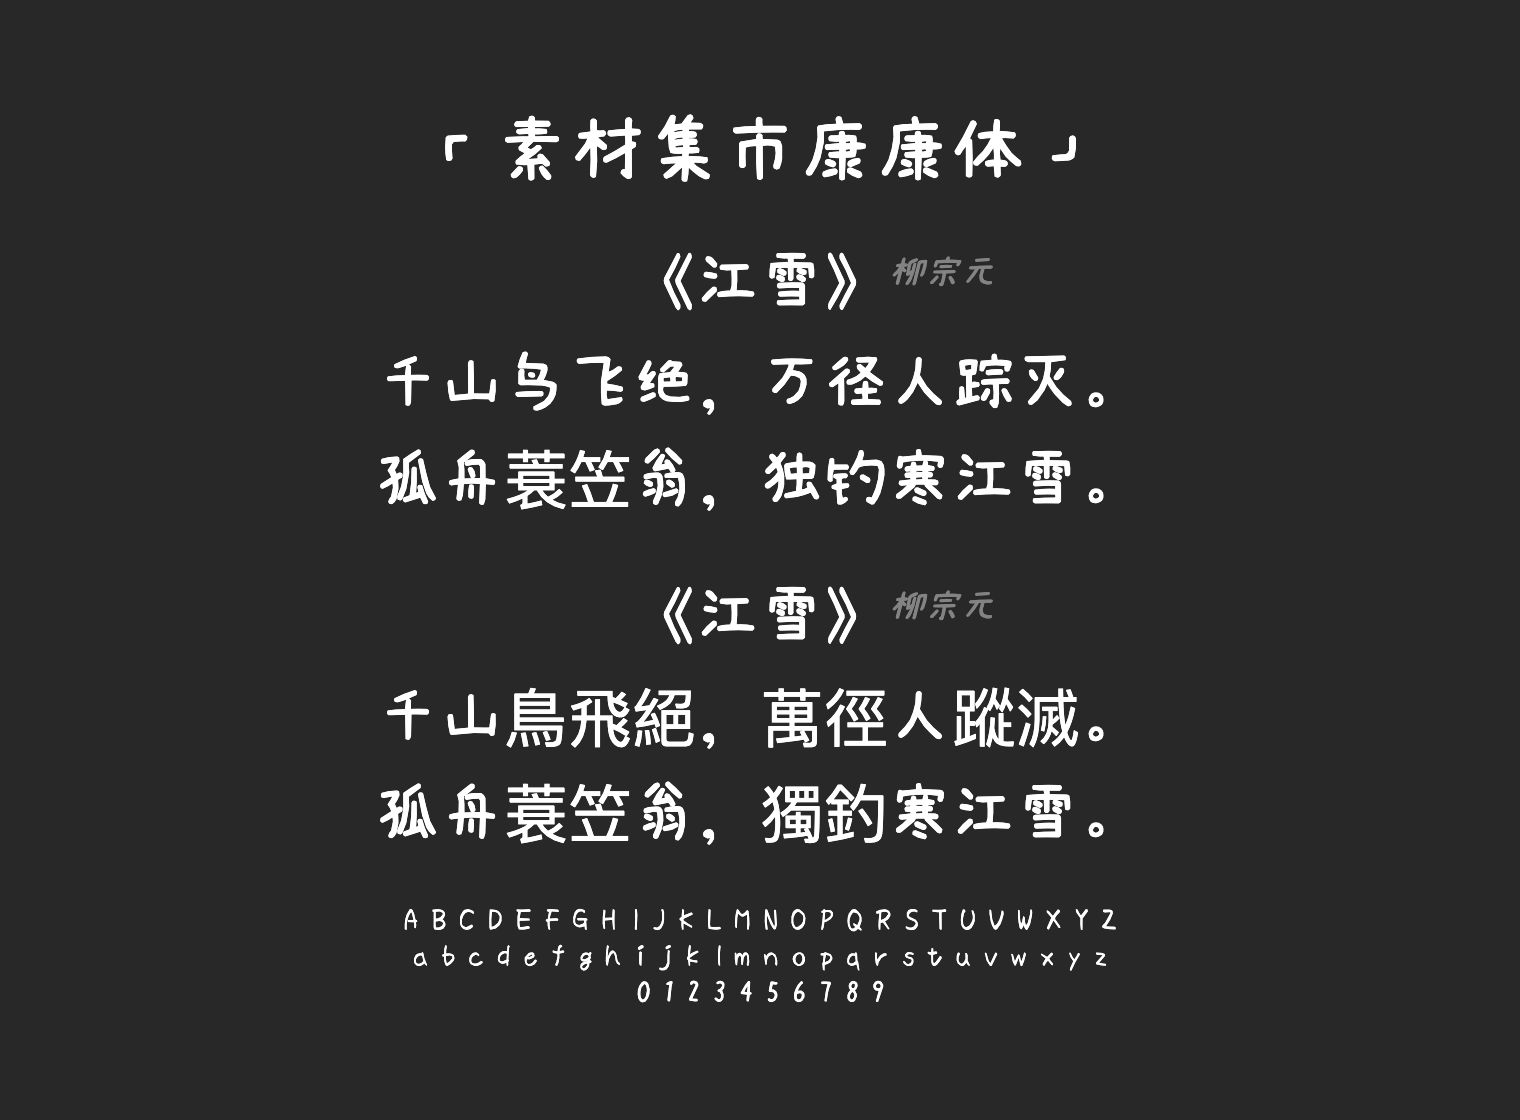 「素材集市康康体」
《江雪》 柳宗元
千山鸟飞绝，万径人踪灭。
孤舟蓑笠翁，独钓寒江雪。
《江雪》 柳宗元
千山鳥飛絕，萬徑人蹤滅。
孤舟蓑笠翁，獨釣寒江雪。
A B C D E F G H I J K L M N O P Q R S T U V W X Y Z
a b c d e f g h i j k l m n o p q r s t u v w x y z
0 1 2 3 4 5 6 7 8 9